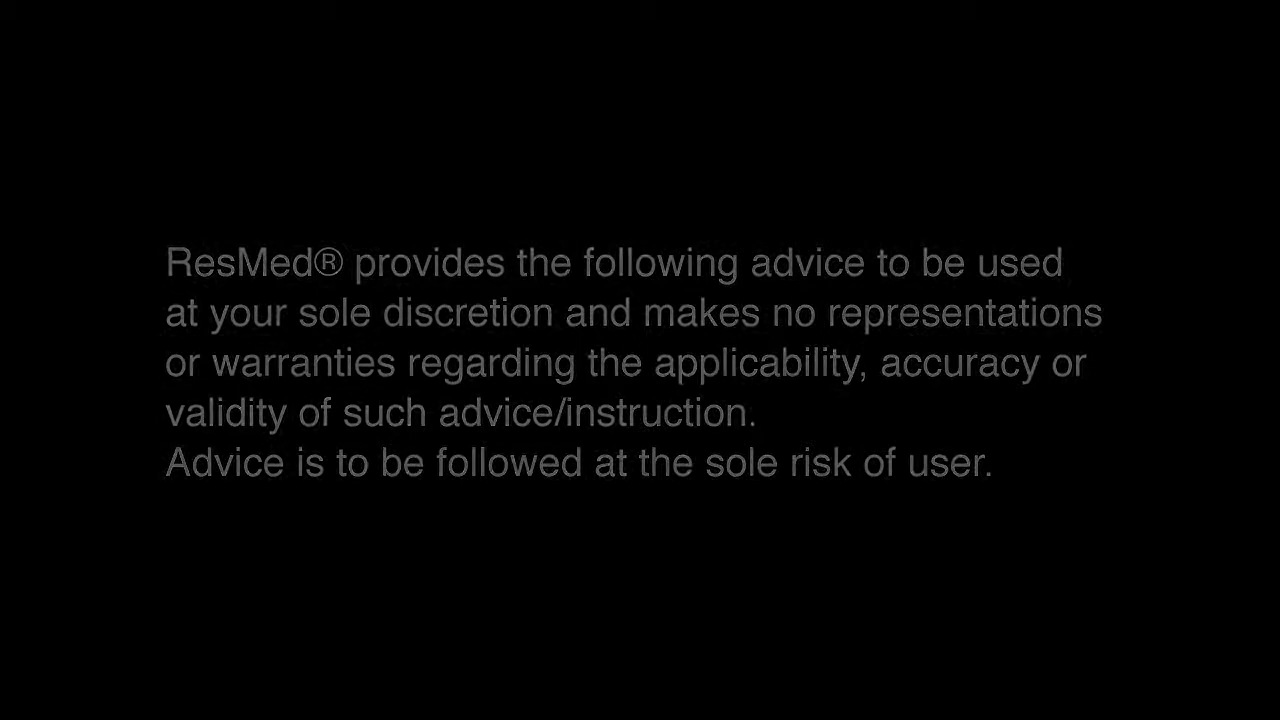 ResMed® provides the following advice to be used
at your sole discretion and makes no representations
or warranties regarding the applicability, accuracy or
validity of such advice/instruction.
Advice is to be followed at the sole risk of user.